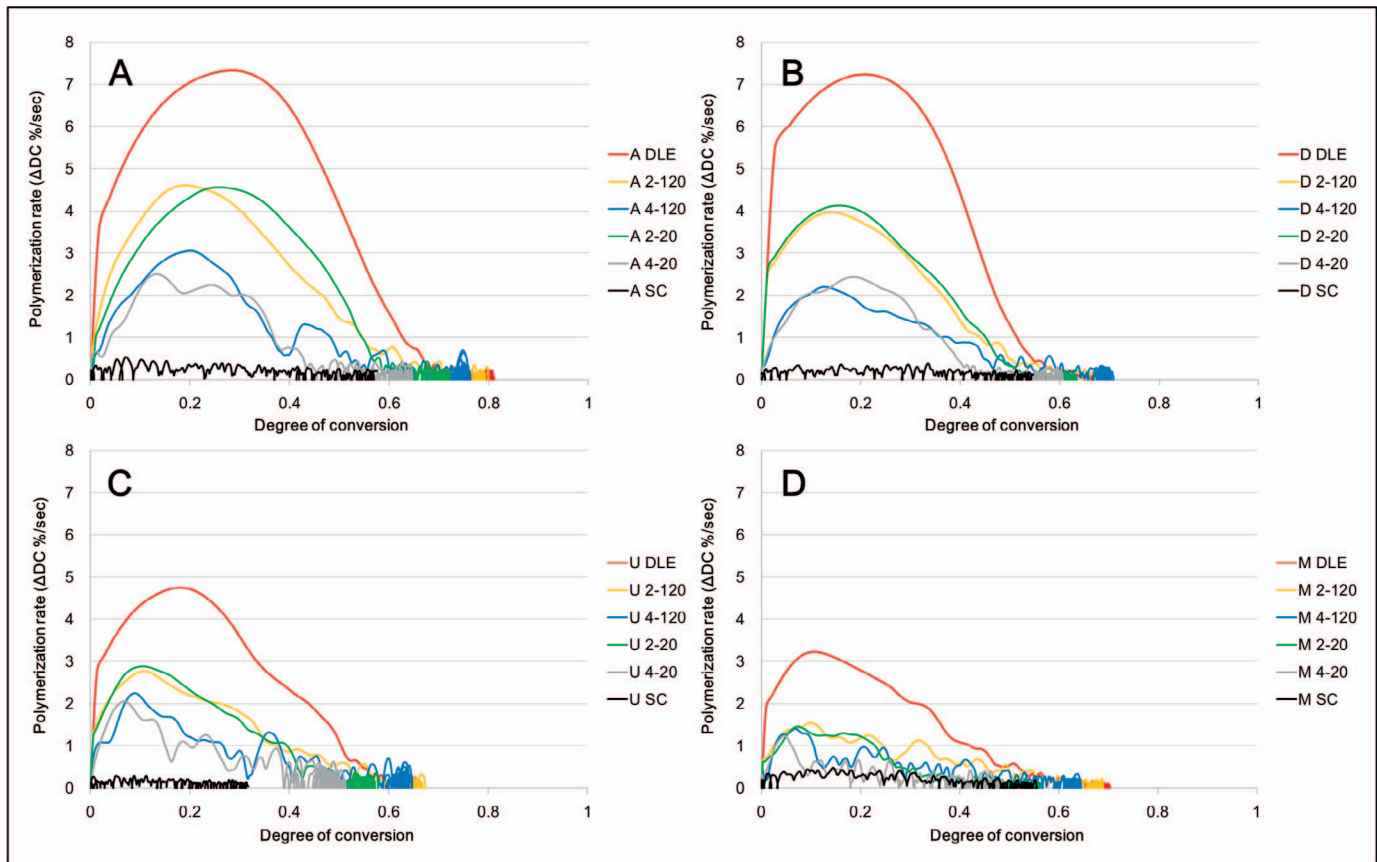 A
Polymerization rate (ΔDC %/sec)
8
7
6
5
4
3
2
1
0
0 0.2 0.4 0.6 0.8 1
Degree of conversion
A DLE
A 2-120
A 4-120
A 2-20
A 4-20
A SC
B
Polymerization rate (ΔDC %/sec)
8
7
6
5
4
3
2
1
0
0 0.2 0.4 0.6 0.8 1
Degree of conversion
D DLE
D 2-120
D 4-120
D 2-20
D 4-20
D SC
C
Polymerization rate (ΔDC %/sec)
8
7
6
5
4
3
2
1
0
0 0.2 0.4 0.6 0.8 1
Degree of conversion
U DLE
U 2-120
U 4-120
U 2-20
U 4-20
U SC
D
Polymerization rate (ΔDC %/sec)
8
7
6
5
4
3
2
1
0
0 0.2 0.4 0.6 0.8 1
Degree of conversion
M DLE
M 2-120
M 4-120
M 2-20
M 4-20
M SC